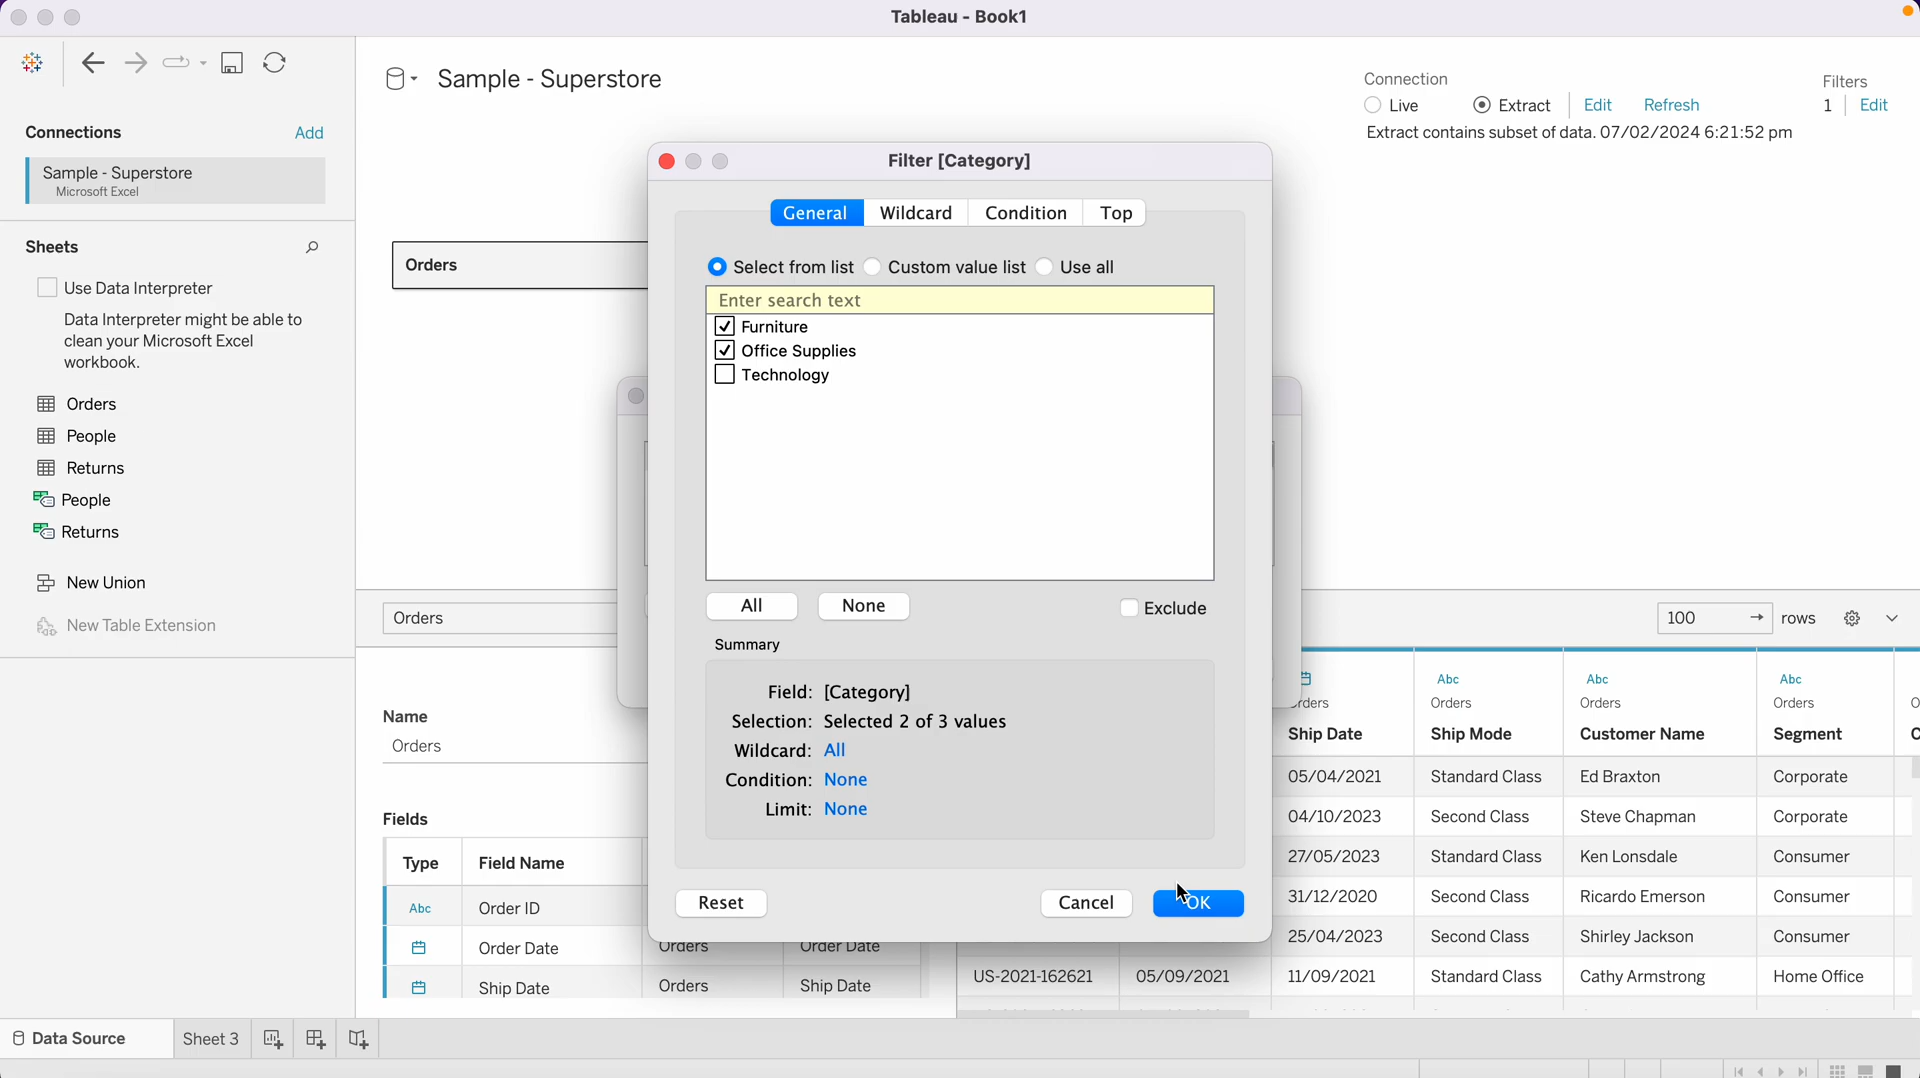 Tableau - Book1
Sample - Superstore
Connection
Filters
Live
Extract
Edit
Refresh
1
Edit
Extract contains subset of data. 07/02/2024 6:21:52 pm
Connections
Add
Sample - Superstore
Microsoft Excel
Sheets
Use Data Interpreter
Data Interpreter might be able to
clean your Microsoft Excel
workbook.
Orders
People
Returns
People
Returns
New Union
New Table Extension
Orders
Filter [Category]
General
Wildcard
Condition
Top
Select from list
Custom value list
Use all
Enter search text
Furniture
Office Supplies
Technology
All
None
Exclude
Summary
Field: [Category]
Selection: Selected 2 of 3 values
Wildcard: All
Condition: None
Limit: None
Reset
Cancel
OK
Orders
100
rows
Name
Orders
Fields
Type
Field Name
Abc
Order ID
Order Date
Orders
Order Date
Ship Date
Orders
Ship Date
Abc
Abc
Abc
Orders
Orders
Orders
Ship Date
Ship Mode
Customer Name
Segment
05/04/2021
Standard Class
Ed Braxton
Corporate
04/10/2023
Second Class
Steve Chapman
Corporate
27/05/2023
Standard Class
Ken Lonsdale
Consumer
31/12/2020
Second Class
Ricardo Emerson
Consumer
25/04/2023
Second Class
Shirley Jackson
Consumer
US-2021-162621
05/09/2021
11/09/2021
Standard Class
Cathy Armstrong
Home Office
Data Source
Sheet 3